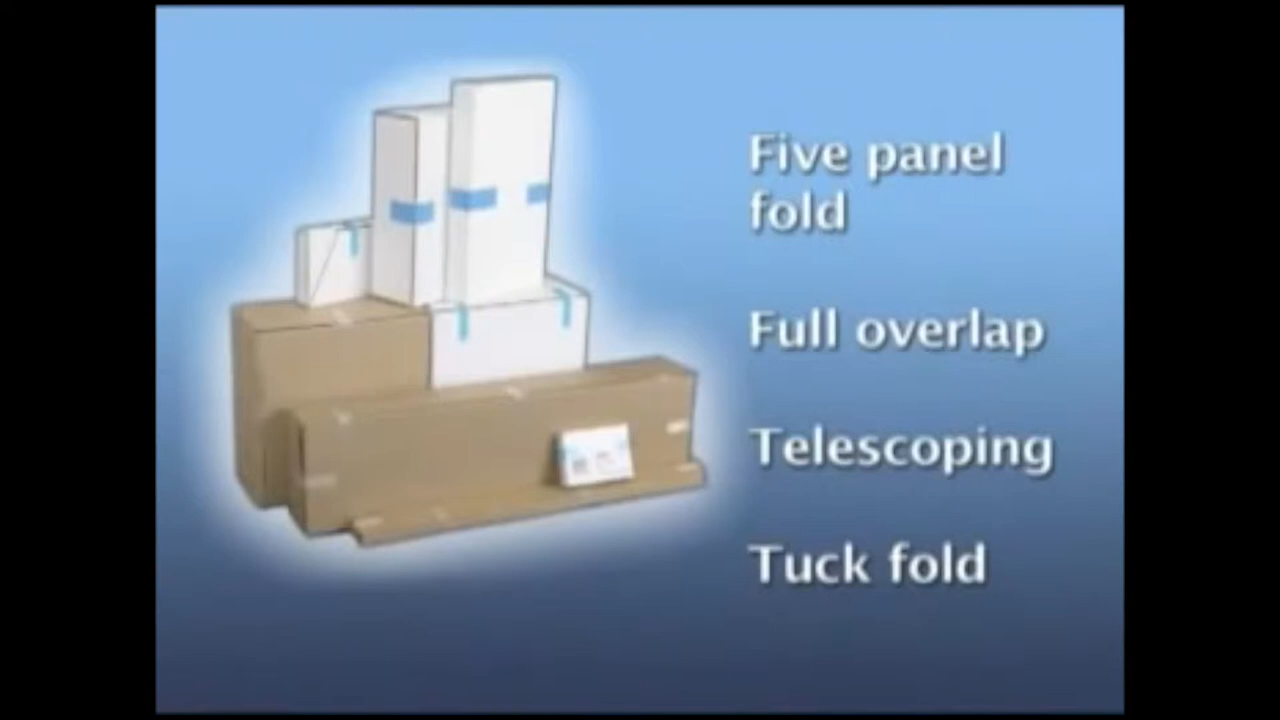 Five panel
fold
Full overlap
Telescoping
Tuck fold